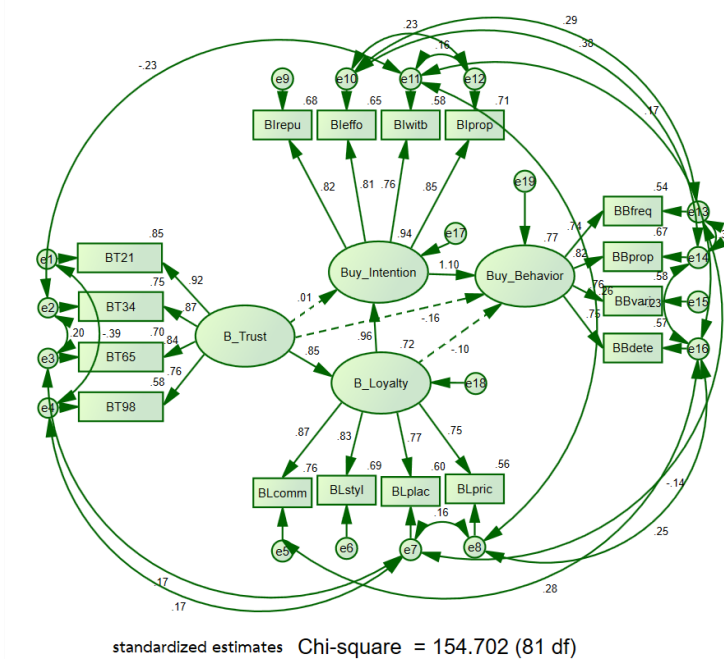 .29
.23
.16
.38
-.23
e9
e10
e11
e12
.68
.65
.58
.71
.17
BIrepu
BIeffo
BIwitb
BIprop
e19
.54
.82
.81
.76
.85
BBfreq
e13
.85
.94
e17
.77
.74
.67
e1
BT21
.92
Buy_Intention
1.10
Buy_Behavior
.82
BBprop
e14
.75
.58
e2
BT34
.87
.01
.76
.26
BBvari
.23
e15
.20
-.39
.70
.84
B_Trust
-.16
.75
.57
e3
BT65
.85
.96
.72
-.10
BBdete
e16
.58
.76
e4
BT98
B_Loyalty
e18
.87
.83
.77
.75
.76
.69
.60
.56
BLcomm
BLstyl
BLplac
BLpric
-.14
.16
.25
e5
e6
e7
e8
.17
.28
.17
standardized estimates Chi-square = 154.702 (81 df)